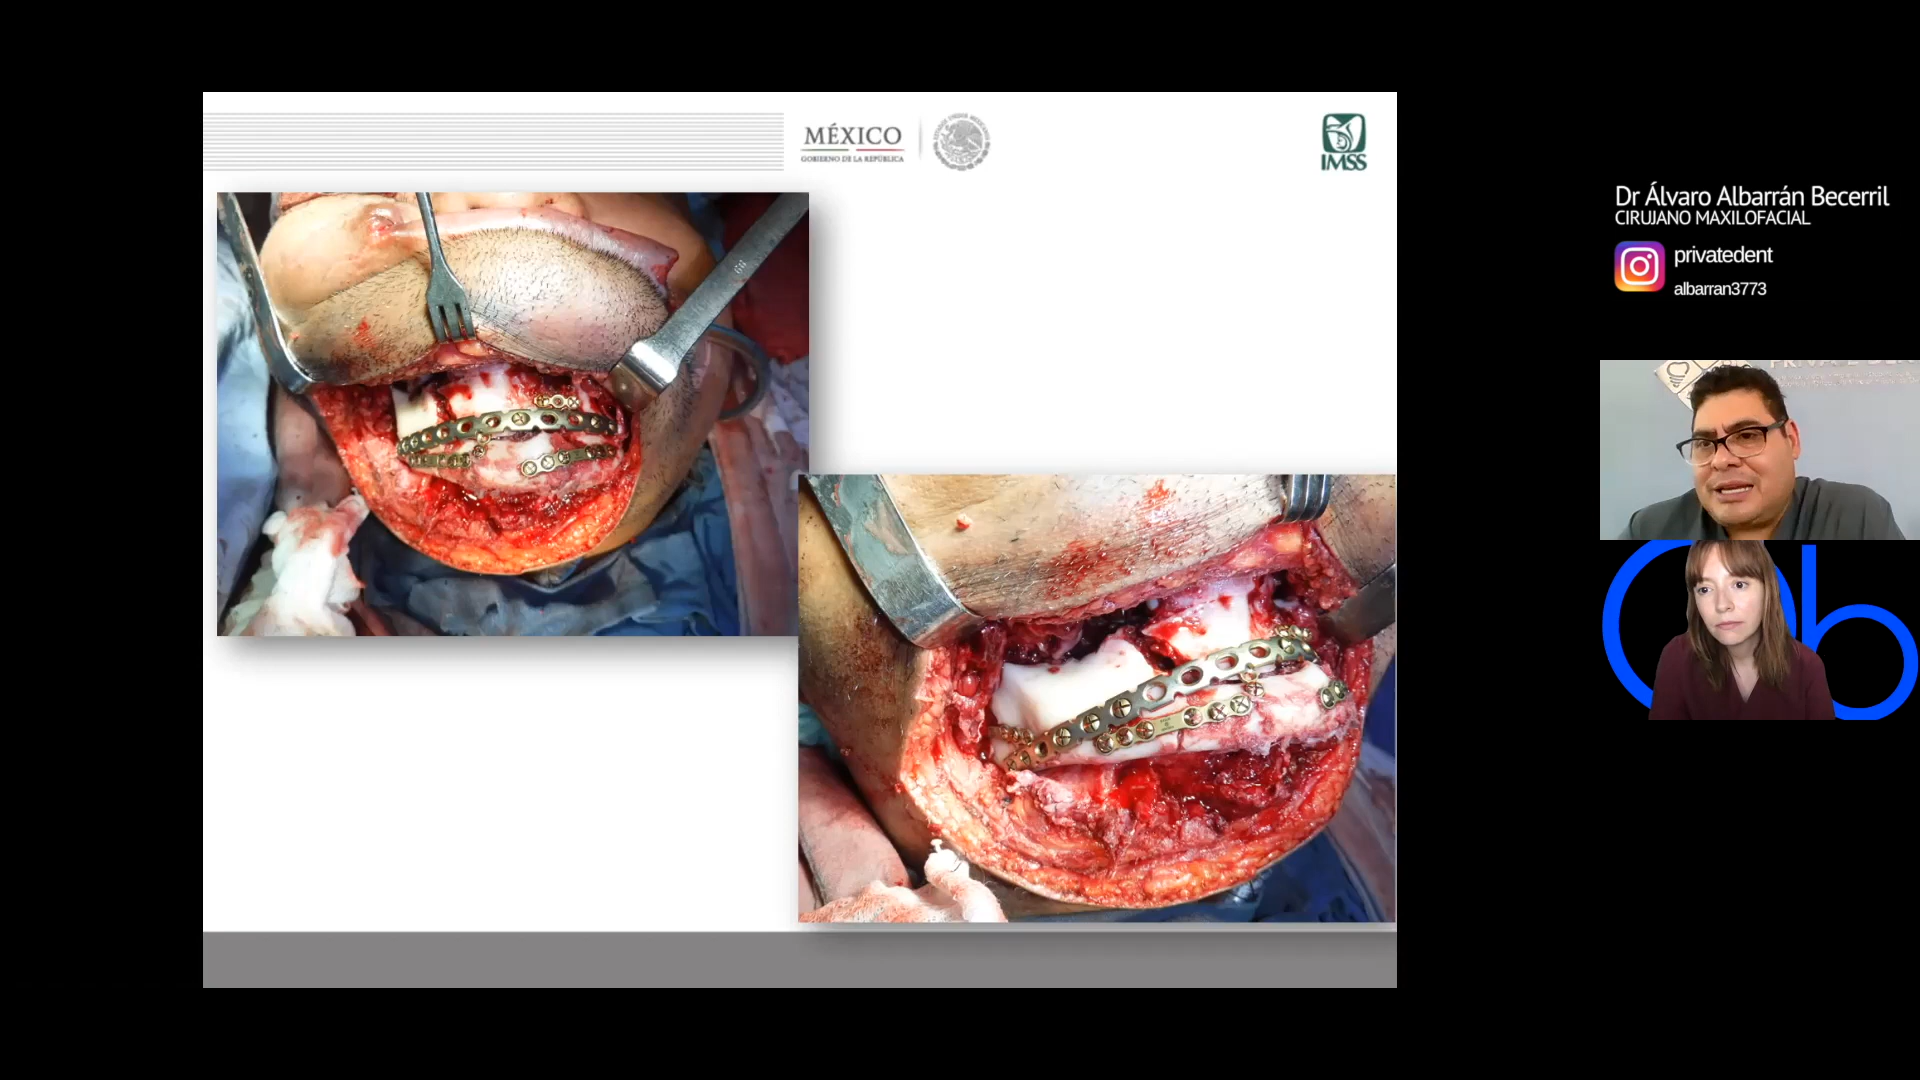 MÉXICO
GOBIERNO DE LA REPÚBLICA
IMSS
Dr Álvaro Albarrán Becerril
CIRUJANO MAXILOFACIAL
privatedent
albarran3773